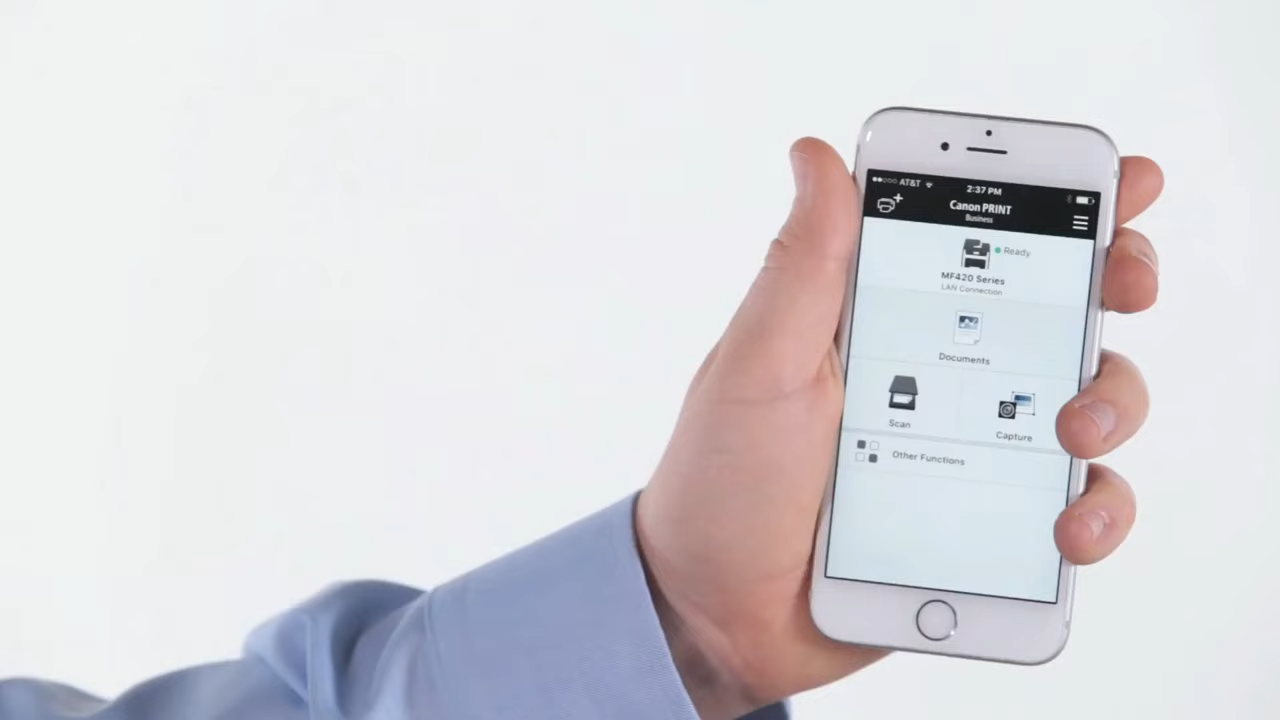 AT&T
2:37 PM
Canon PRINT
Business
Ready
MF420 Series
LAN Connection
Documents
Scan
Capture
Other Functions